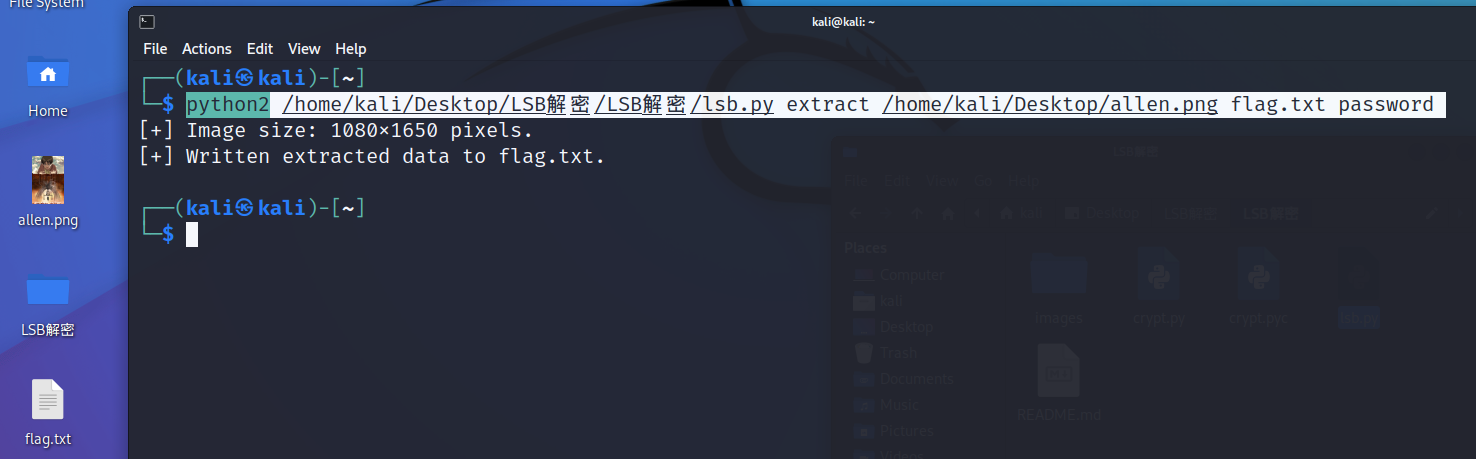 File System
Home
allen.png
LSB解密
flag.txt
kali@kali: ~
File Actions Edit View Help
┌──(kali㉿kali)-[~]
└─$ python2 /home/kali/Desktop/LSB解密/LSB解密/lsb.py extract /home/kali/Desktop/allen.png flag.txt password
[+] Image size: 1080×1650 pixels.
[+] Written extracted data to flag.txt.
┌──(kali㉿kali)-[~]
└─$
LSB解密
File Edit View Go Help
kali Desktop LSB解密 LSB解密
Places
Computer
kali
Desktop
Trash
Documents
Music
Pictures
Images
crypt.py
crypt.pyc
lsb.py
README.md